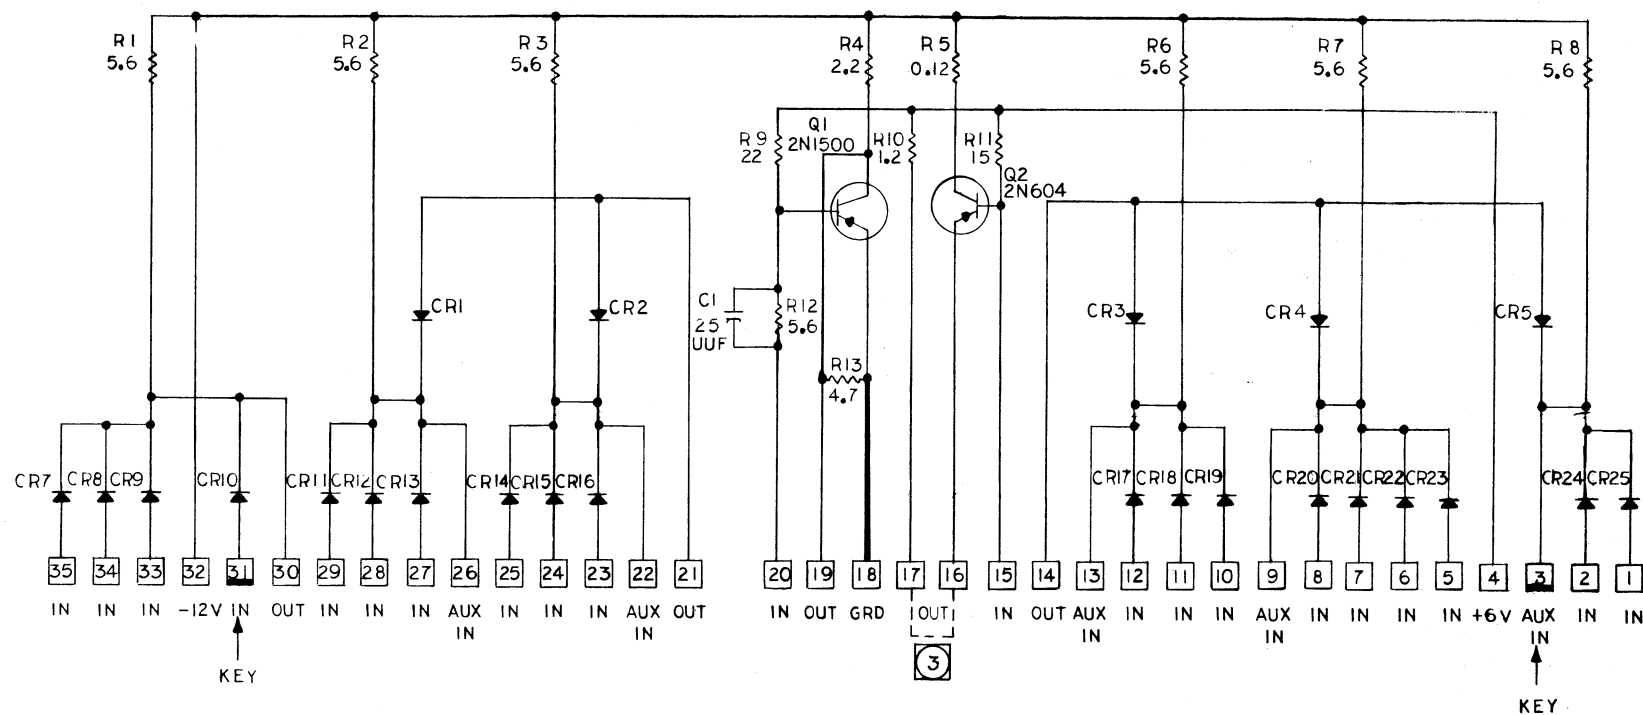 R1
5.6
R2
5.6
R3
5.6
R4
2.2
R5
0.12
R6
5.6
R7
5.6
R8
5.6
R9
22
Q1
2N1500
R10
1.2
R11
15
Q2
2N604
CR1
CR2
C1
25
UUF
R12
5.6
R13
4.7
CR3
CR4
CR5
CR7
CR8
CR9
CR10
CR11
CR12
CR13
CR14
CR15
CR16
CR17
CR18
CR19
CR20
CR21
CR22
CR23
CR24
CR25
35 34 33 32 31 30 29 28 27 26 25 24 23 22 21 20 19 18 17 16 15 14 13 12 11 10 9 8 7 6 5 4 3 2 1
IN IN IN -12V IN OUT IN IN IN AUX IN IN IN IN AUX IN OUT IN OUT GRD OUT IN OUT AUX IN IN IN IN AUX IN IN IN IN IN +6V AUX IN IN IN
KEY
3
KEY